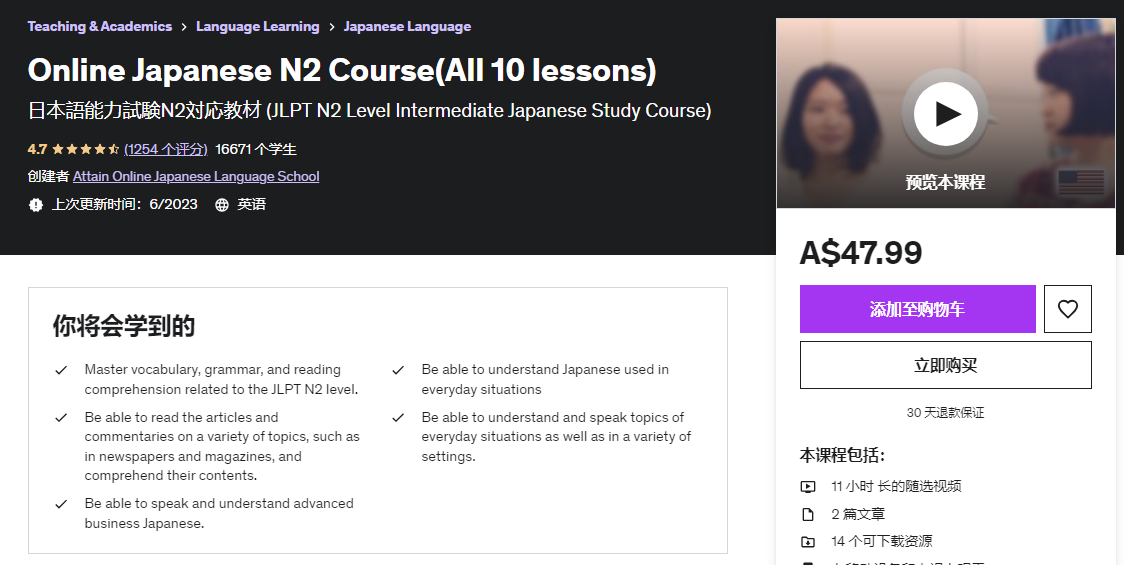 Teaching & Academics > Language Learning > Japanese Language
Online Japanese N2 Course(All 10 lessons)
日本語能力試験N2対応教材 (JLPT N2 Level Intermediate Japanese Study Course)
4.7 (1254 个评分) 16671 个学生
创建者 Attain Online Japanese Language School
上次更新时间：6/2023 英语
预览本课程
A$47.99
添加至购物车
立即购买
30 天退款保证
本课程包括：
11 小时 长的随选视频
2 篇文章
14 个可下载资源
你将会学到的
Master vocabulary, grammar, and reading
comprehension related to the JLPT N2 level.
Be able to read the articles and
commentaries on a variety of topics, such as
in newspapers and magazines, and
comprehend their contents.
Be able to speak and understand advanced
business Japanese.
Be able to understand Japanese used in
everyday situations
Be able to understand and speak topics of
everyday situations as well as in a variety of
settings.